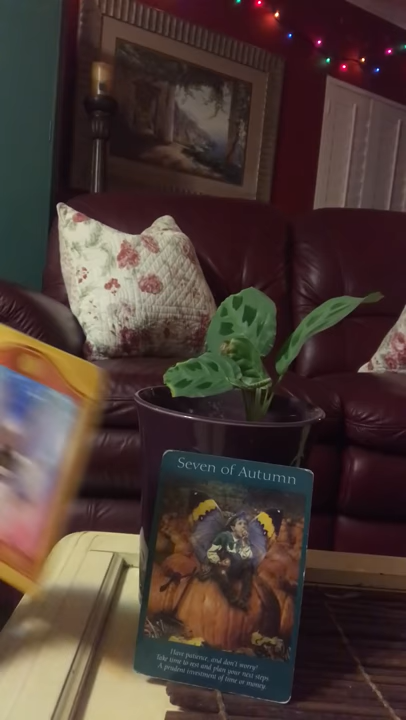 Seven of Autumn
Have patience, and don't worry!
Take time to rest and plan your next steps.
A prudent investment of time or money.